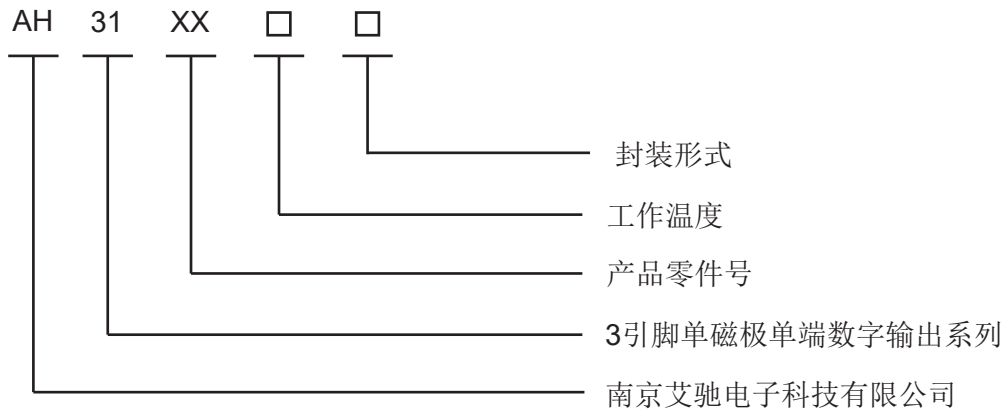 AH 31 XX □ □
封装形式
工作温度
产品零件号
3引脚单磁极单端数字输出系列
南京艾驰电子科技有限公司